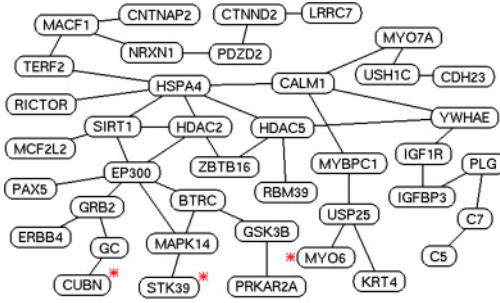 CNTNAP2
CTNND2
LRRC7
MACF1
MYO7A
NRXN1
PDZD2
TERF2
USH1C
CDH23
HSPA4
CALM1
RICTOR
YWHAE
SIRT1
HDAC2
HDAC5
MCF2L2
IGF1R
PLG
ZBTB16
MYBPC1
EP300
PAX5
RBM39
IGFBP3
GRB2
BTRC
C7
USP25
ERBB4
GSK3B
GC
MAPK14
MYO6
C5
CUBN
STK39
PRKAR2A
KRT4